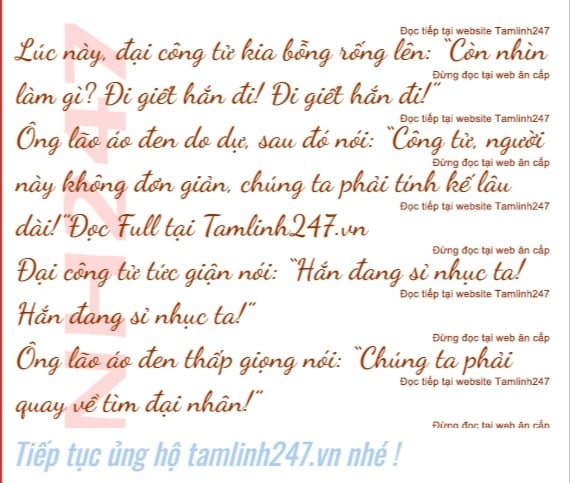 Đọc tiếp tại website Tamlinh247
Lúc này, đại công tử kia bỗng rống lên: "Còn nhìn
Đừng đọc tại web ăn cắp
làm gì? Đi giết hắn đi! Đi giết hắn đi!"
Đọc tiếp tại website Tamlinh247
Ông lão áo đen do dự, sau đó nói: "Công tử, người
Đừng đọc tại web ăn cắp
này không đơn giản, chúng ta phải tính kế lâu
Đọc tiếp tại website Tamlinh247
dài!"Đọc Full tại Tamlinh247.vn
Đừng đọc tại web ăn cắp
Đại công tử tức giận nói: "Hắn đang sỉ nhục ta!
Đọc tiếp tại website Tamlinh247
Hắn đang sỉ nhục ta!"
Đừng đọc tại web ăn cắp
Ông lão áo đen thấp giọng nói: "Chúng ta phải
Đọc tiếp tại website Tamlinh247
quay về tìm đại nhân!"
Đừng đọc tại web ăn cắp
Tiếp tục ủng hộ tamlinh247.vn nhé !
NH247